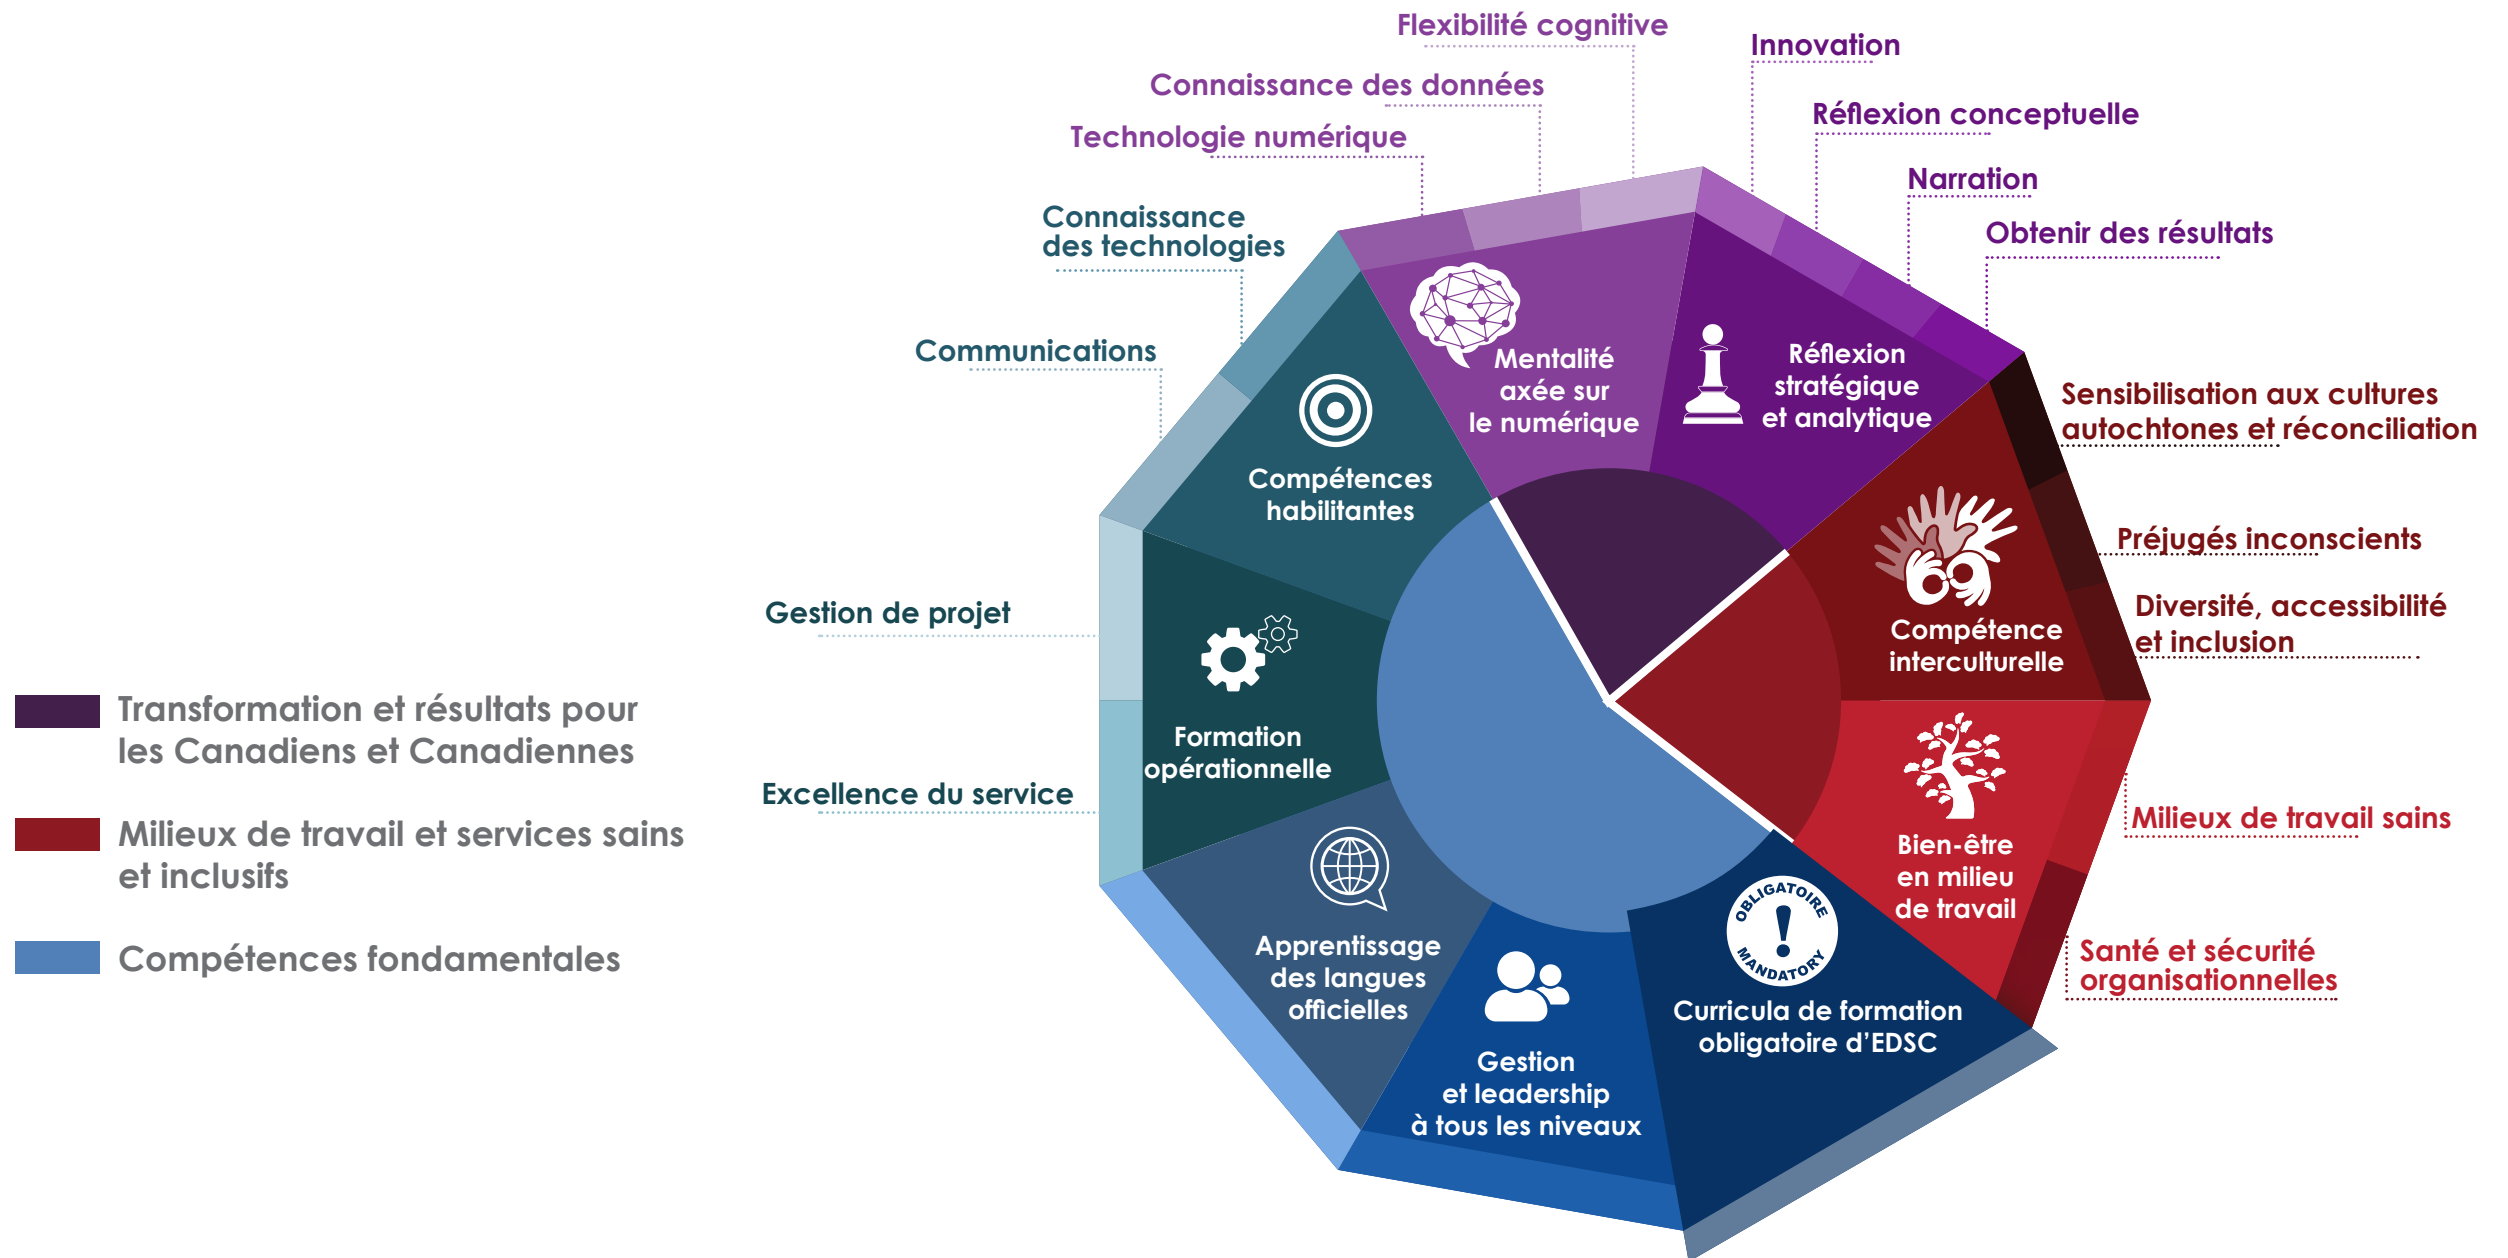 Flexibilité cognitive
Innovation
Connaissance des données
Réflexion conceptuelle
Technologie numérique
Narration
Connaissance
des technologies
Obtenir des résultats
Communications
Mentalité
axée sur
le numérique
Réflexion
stratégique
et analytique
Sensibilisation aux cultures
autochtones et réconciliation
Compétences
habilitantes
Préjugés inconscients
Gestion de projet
Diversité, accessibilité
et inclusion
Compétence
interculturelle
Transformation et résultats pour
les Canadiens et Canadiennes
Formation
opérationnelle
Excellence du service
Milieux de travail et services sains
et inclusifs
Milieux de travail sains
Bien-être
en milieu
de travail
OBLIGATOIRE
MANDATORY
Apprentissage
des langues
officielles
Santé et sécurité
organisationnelles
Compétences fondamentales
Curricula de formation
obligatoire d’EDSC
Gestion
et leadership
à tous les niveaux